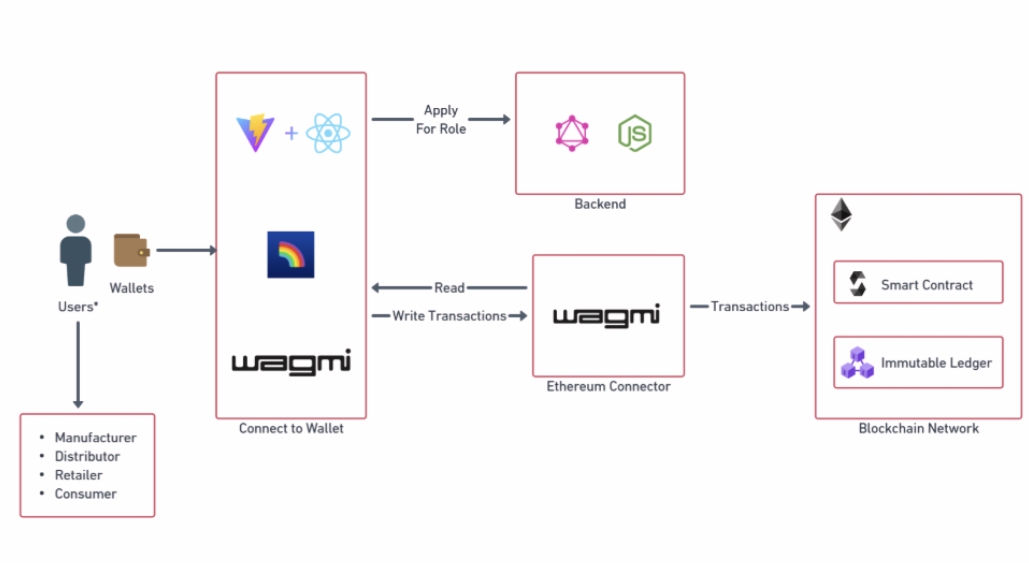 Users*
Wallets
• Manufacturer
• Distributor
• Retailer
• Consumer
+
wagmi
Connect to Wallet
Apply
For Role
JS
Backend
Read
Write Transactions
wagmi
Ethereum Connector
Transactions
Smart Contract
Immutable Ledger
Blockchain Network